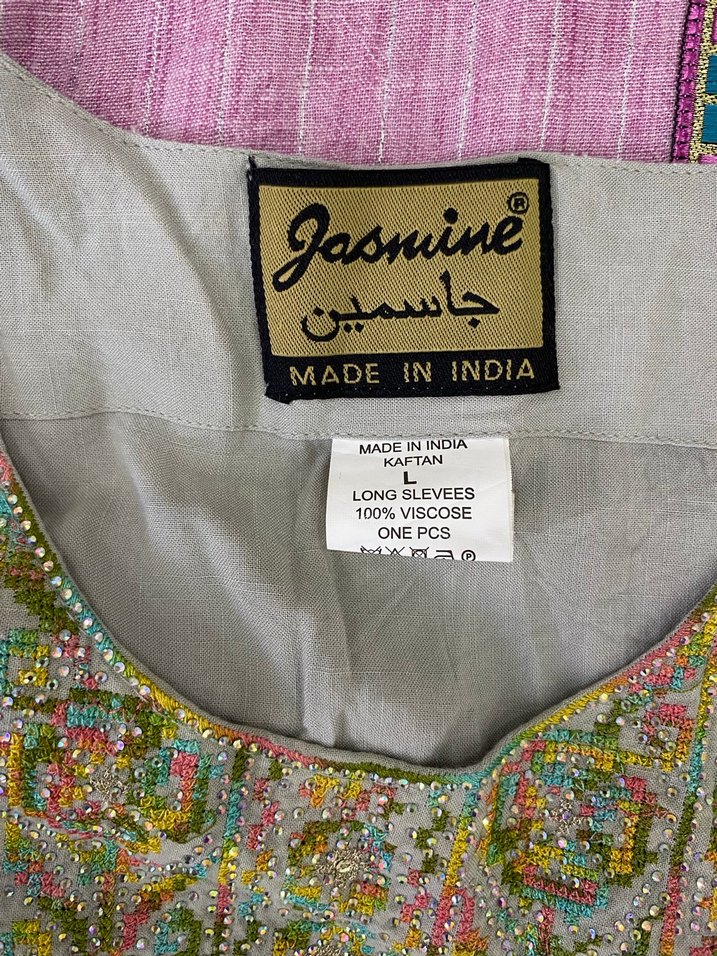 Jasmine®
جاسمين
MADE IN INDIA
MADE IN INDIA
KAFTAN
L
LONG SLEVEES
100% VISCOSE
ONE PCS
P